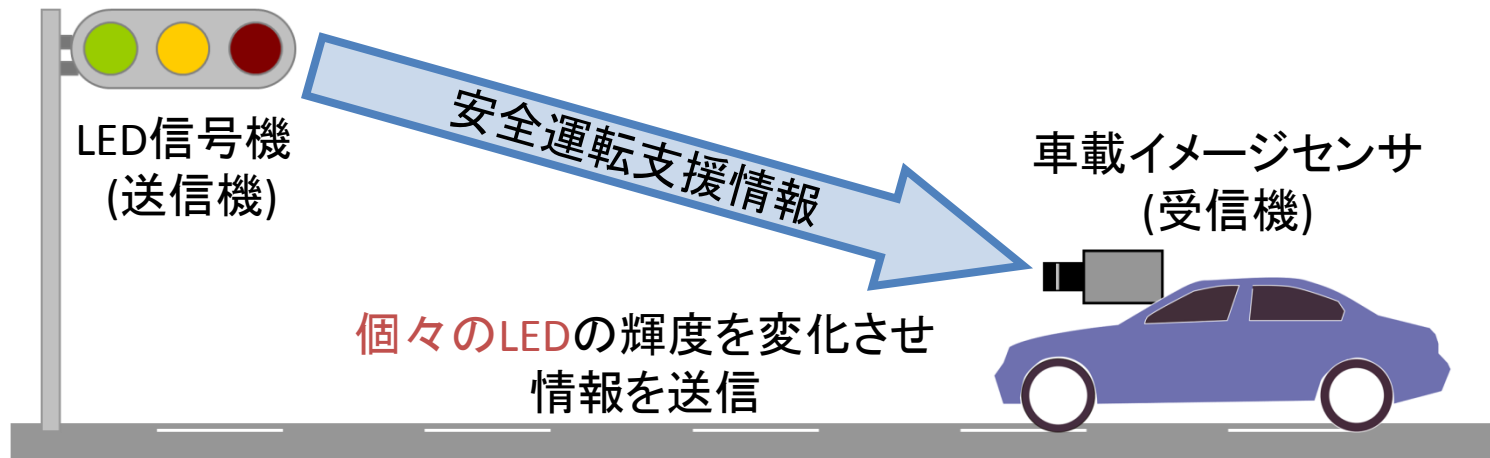 LED信号機
(送信機)
安全運転支援情報
車載イメージセンサ
(受信機)
個々のLEDの輝度を変化させ
情報を送信